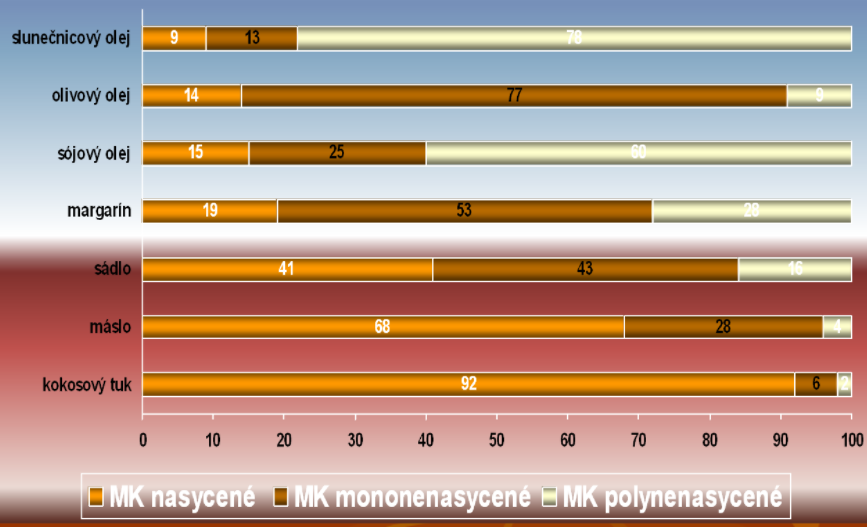 slunečnicový olej 9 13 78
olivový olej 14 77 9
sójový olej 15 25 60
margarín 19 53 28
sádlo 41 43 16
máslo 68 28 4
kokosový tuk 92 6 2
0 10 20 30 40 50 60 70 80 90 100
MK nasycené MK mononenasycené MK polynenasycené